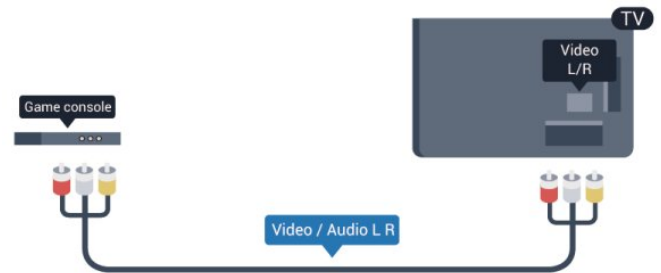 TV
Video
L/R
Game console
Video / Audio L R